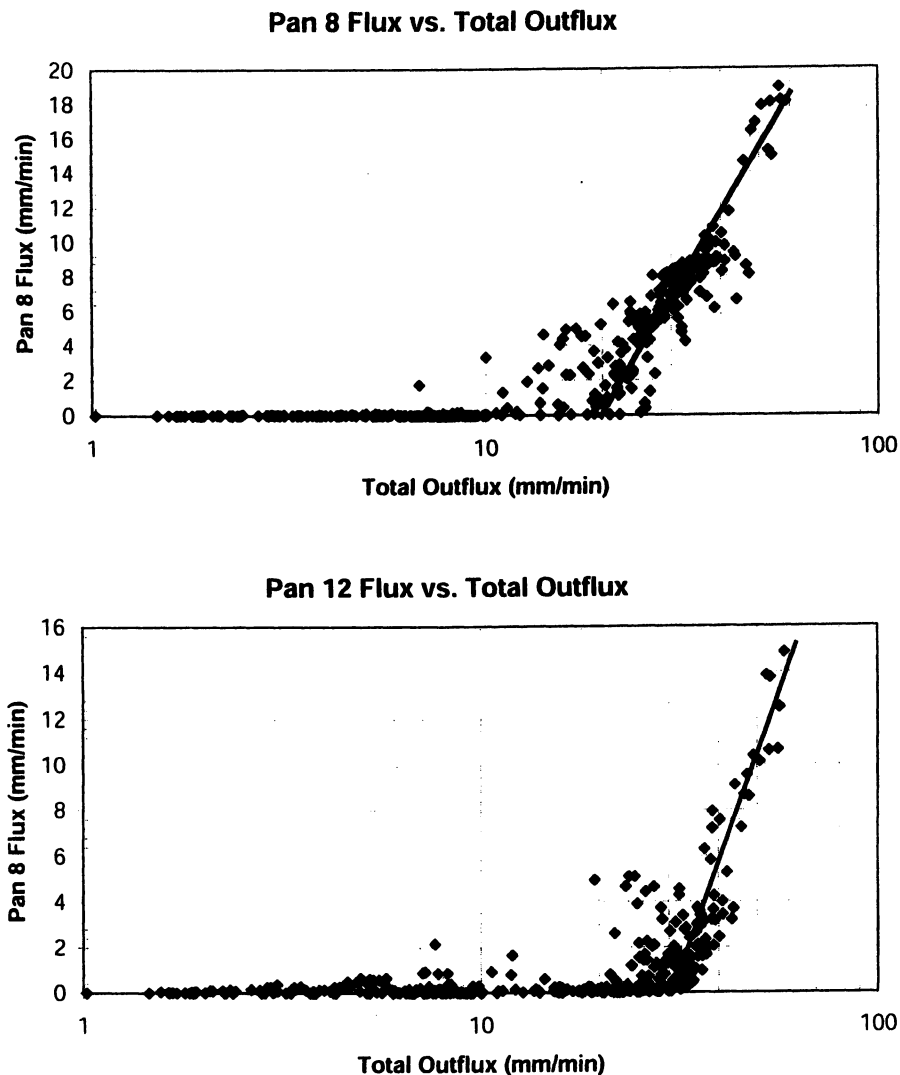 Pan 8 Flux vs. Total Outflux
20
18
16
14
12
10
8
6
4
2
0
Pan 8 Flux (mm/min)
1 10 100
Total Outflux (mm/min)
Pan 12 Flux vs. Total Outflux
16
14
12
10
8
6
4
2
0
Pan 8 Flux (mm/min)
1 10 100
Total Outflux (mm/min)